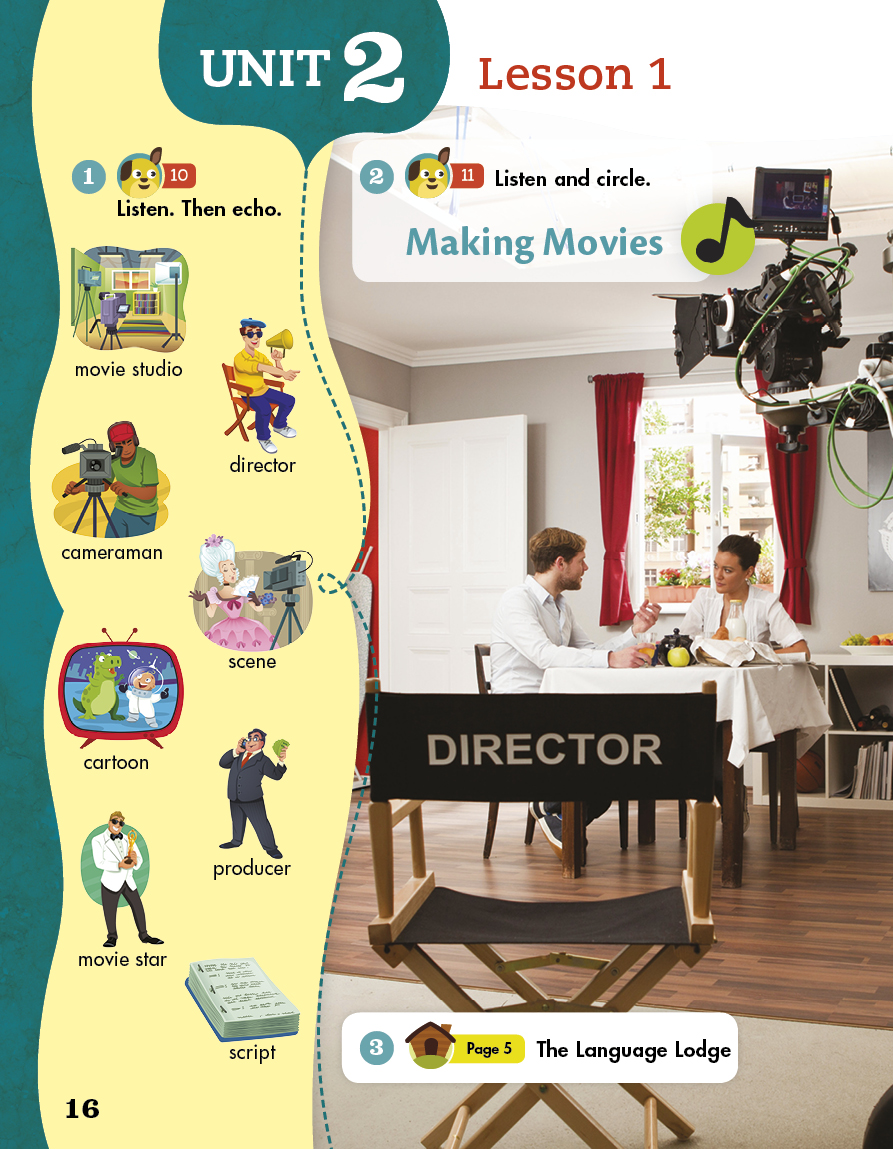 UNIT 2
Lesson 1
1
10
Listen. Then echo.
movie studio
director
cameraman
scene
cartoon
producer
movie star
script
2
11
Listen and circle.
Making Movies
DIRECTOR
3
Page 5
The Language Lodge
16